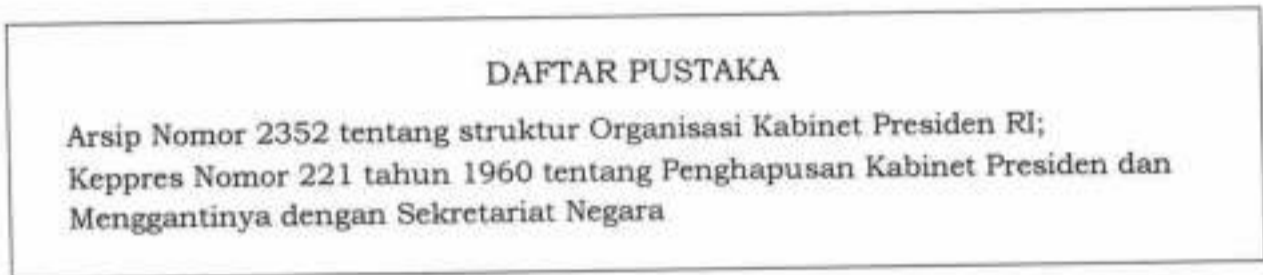 DAFTAR PUSTAKA
Arsip Nomor 2352 tentang struktur Organisasi Kabinet Presiden RI;
Keppres Nomor 221 tahun 1960 tentang Penghapusan Kabinet Presiden dan
Menggantinya dengan Sekretariat Negara